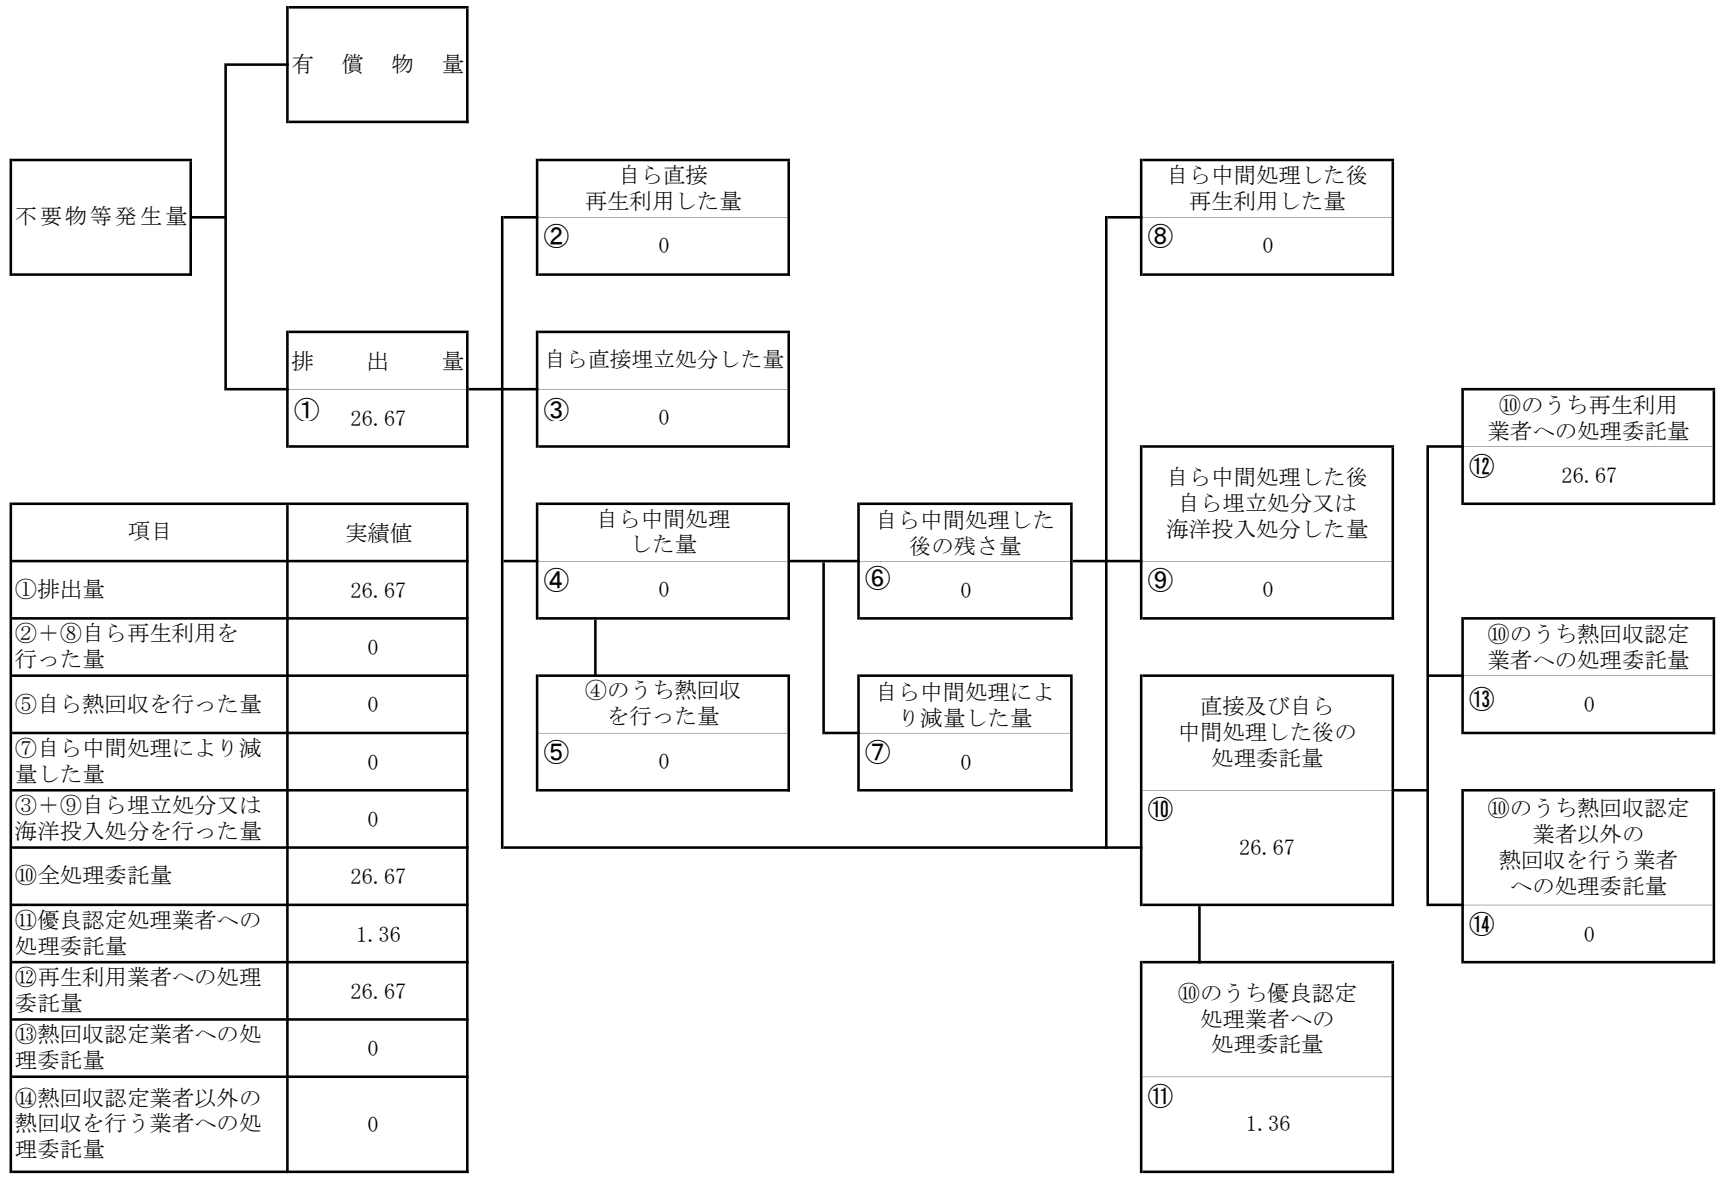 有償物量
不要物等発生量
排出量
①
26.67
自ら直接
再生利用した量
②
0
自ら直接埋立処分した量
③
0
自ら中間処理
した量
④
0
④のうち熱回収
を行った量
⑤
0
自ら中間処理した
後の残さ量
⑥
0
自ら中間処理によ
り減量した量
⑦
0
自ら中間処理した後
再生利用した量
⑧
0
自ら中間処理した後
自ら埋立処分又は
海洋投入処分した量
⑨
0
直接及び自ら
中間処理した後の
処理委託量
⑩
26.67
⑩のうち優良認定
処理業者への
処理委託量
⑪
1.36
⑩のうち再生利用
業者への処理委託量
⑫
26.67
⑩のうち熱回収認定
業者への処理委託量
⑬
0
⑩のうち熱回収認定
業者以外の
熱回収を行う業者
への処理委託量
⑭
0
項目 実績値
①排出量 26.67
②＋⑧自ら再生利用を
行った量
0
⑤自ら熱回収を行った量 0
⑦自ら中間処理により減
量した量
0
③＋⑨自ら埋立処分又は
海洋投入処分を行った量
0
⑩全処理委託量 26.67
⑪優良認定処理業者への
処理委託量
1.36
⑫再生利用業者への処理
委託量
26.67
⑬熱回収認定業者への処
理委託量
0
⑭熱回収認定業者以外の
熱回収を行う業者への処
理委託量
0